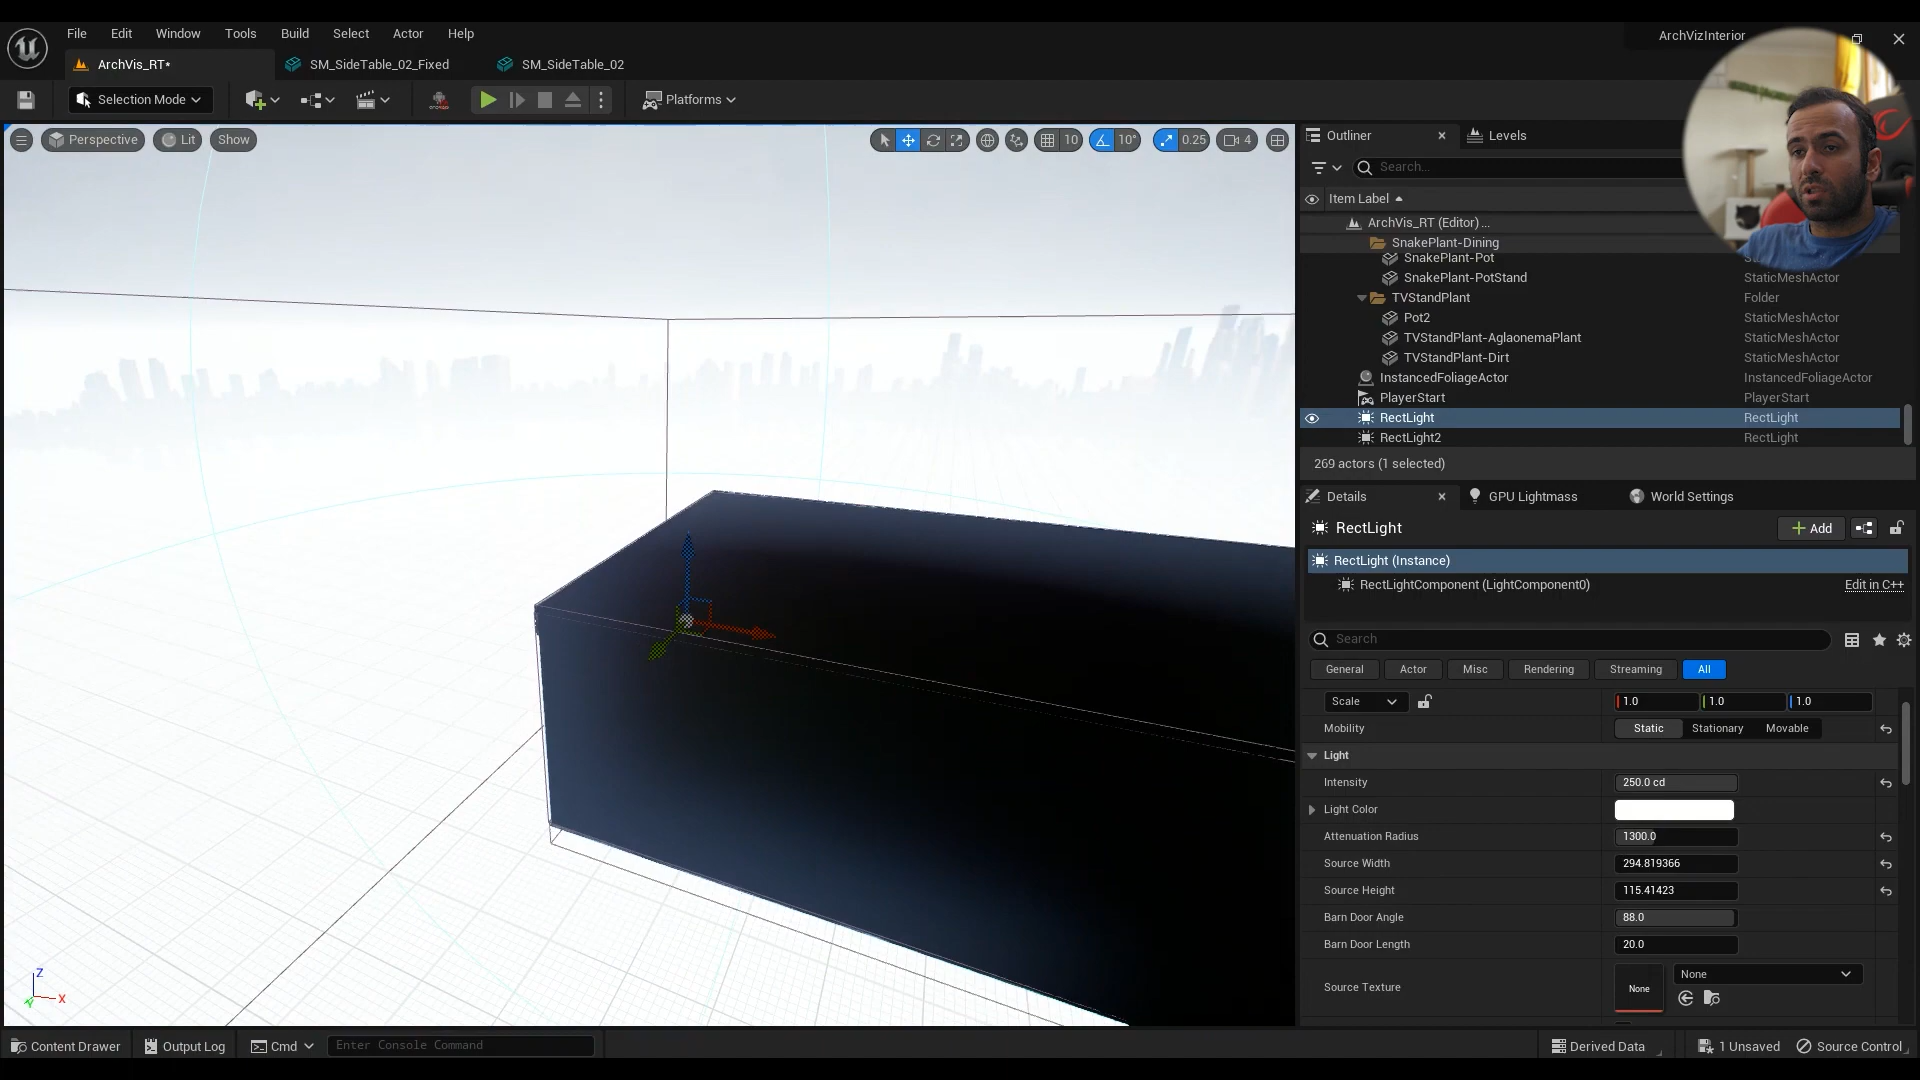 File Edit Window Tools Build Select Actor Help
ArchVizInterior
ArchVis_RT*
SM_SideTable_02_Fixed
SM_SideTable_02
Selection Mode
Platforms
Perspective
Lit
Show
10
10°
0.25
4
Outliner
Levels
Search...
Item Label
ArchVis_RT (Editor) ...
SnakePlant-Dining
SnakePlant-Pot
SnakePlant-PotStand StaticMeshActor
TVStandPlant Folder
Pot2 StaticMeshActor
TVStandPlant-AglaonemaPlant StaticMeshActor
TVStandPlant-Dirt StaticMeshActor
InstancedFoliageActor InstancedFoliageActor
PlayerStart PlayerStart
RectLight RectLight
RectLight2 RectLight
269 actors (1 selected)
Details
GPU Lightmass
World Settings
RectLight
Add
RectLight (Instance)
RectLightComponent (LightComponent0) Edit in C++
Search
General Actor Misc Rendering Streaming All
Scale 1.0 1.0 1.0
Mobility Static Stationary Movable
Light
Intensity 250.0 cd
Light Color
Attenuation Radius 1300.0
Source Width 294.819366
Source Height 115.41423
Barn Door Angle 88.0
Barn Door Length 20.0
Source Texture None None
Z
X
Y
Content Drawer
Output Log
Cmd
Enter Console Command
Derived Data
1 Unsaved
Source Control